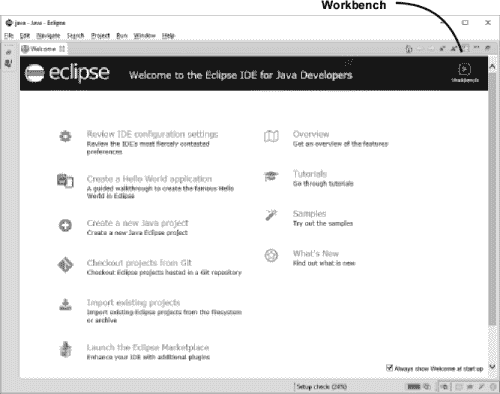 Workbench
java - Java - Eclipse
File Edit Navigate Search Project Run Window Help
Welcome
eclipse
Welcome to the Eclipse IDE for Java Developers
Workbench
Review IDE configuration settings
Review the IDE's most fiercely contested
preferences
Create a Hello World application
A guided walkthrough to create the famous Hello
World in Eclipse
Create a new Java project
Create a new Java Eclipse project
Checkout projects from Git
Checkout Eclipse projects hosted in a Git repository
Import existing projects
Import existing Eclipse projects from the filesystem
or archive
Launch the Eclipse Marketplace
Enhance your IDE with additional plugins
Overview
Get an overview of the features
Tutorials
Go through tutorials
Samples
Try out the samples
What's New
Find out what is new
Always show Welcome at start up
Setup check: (24%)